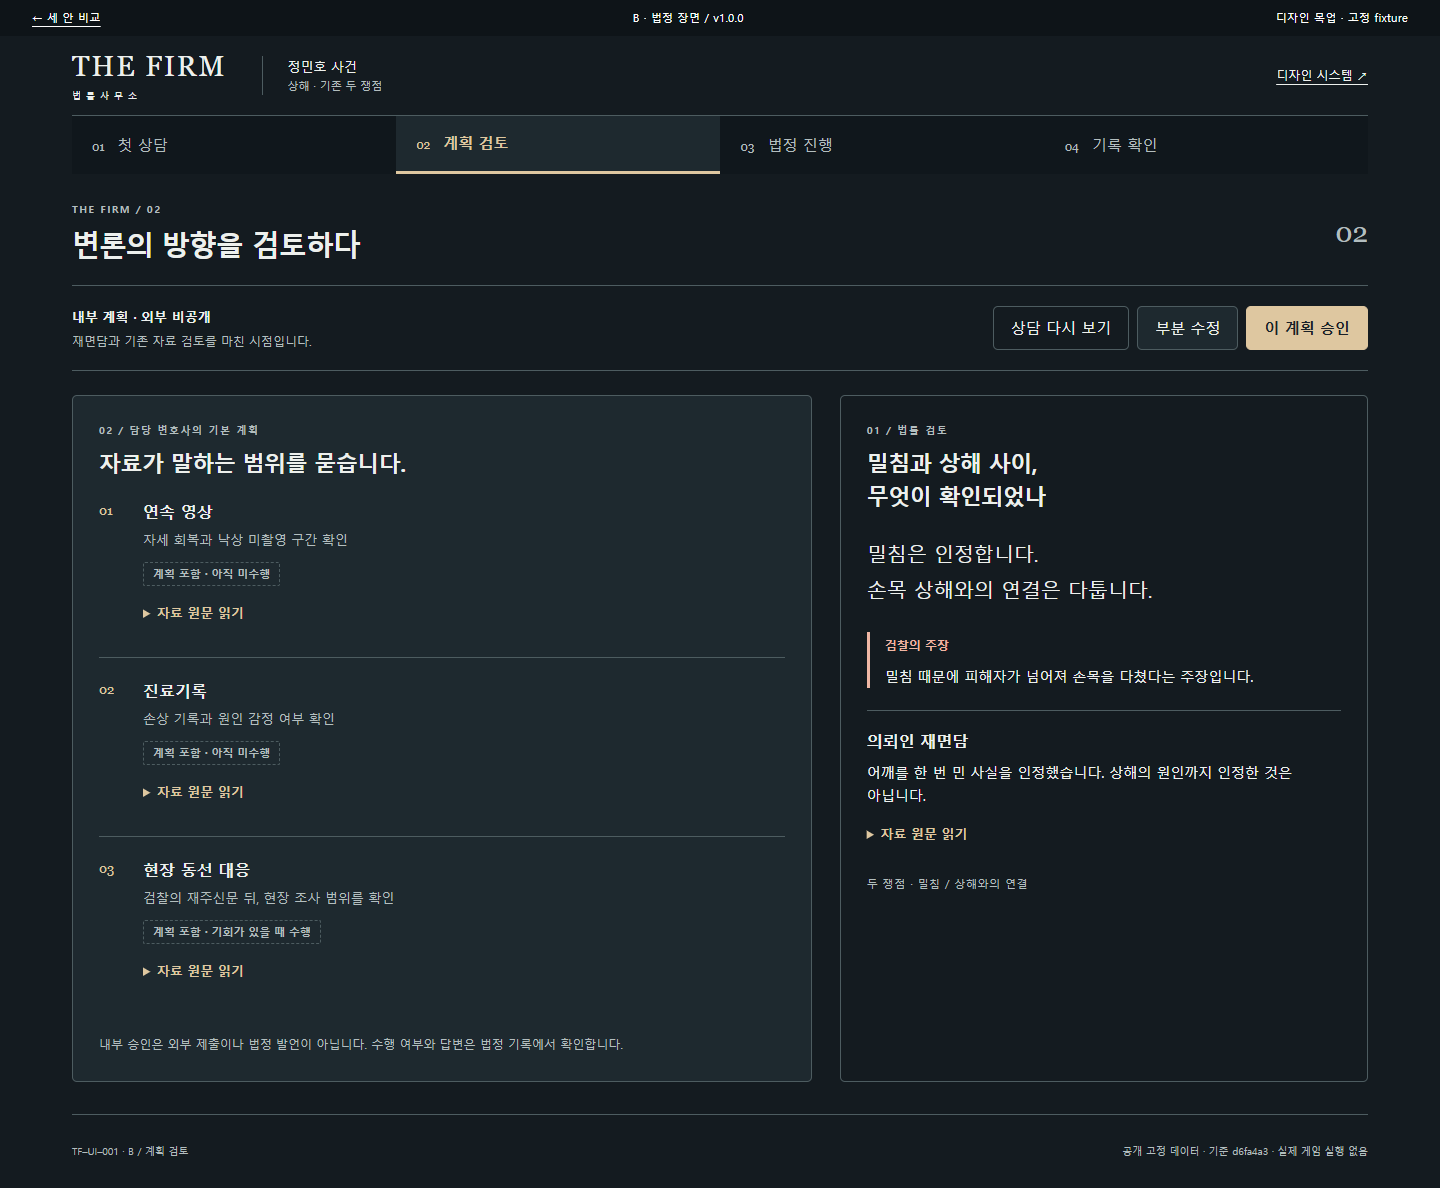 ← 세 안 비교
B · 법정 장면 / v1.0.0
디자인 목업 · 고정 fixture
THE FIRM
법률사무소
정민호 사건
상해 · 기존 두 쟁점
디자인 시스템 ↗
01 첫 상담
02 계획 검토
03 법정 진행
04 기록 확인
THE FIRM / 02
변론의 방향을 검토하다
02
내부 계획 · 외부 비공개
재면담과 기존 자료 검토를 마친 시점입니다.
상담 다시 보기
부분 수정
이 계획 승인
02 / 담당 변호사의 기본 계획
자료가 말하는 범위를 묻습니다.
01 연속 영상
자세 회복과 낙상 미촬영 구간 확인
계획 포함 · 아직 미수행
▶ 자료 원문 읽기
02 진료기록
손상 기록과 원인 감정 여부 확인
계획 포함 · 아직 미수행
▶ 자료 원문 읽기
03 현장 동선 대응
검찰의 재주신문 뒤, 현장 조사 범위를 확인
계획 포함 · 기회가 있을 때 수행
▶ 자료 원문 읽기
내부 승인은 외부 제출이나 법정 발언이 아닙니다. 수행 여부와 답변은 법정 기록에서 확인합니다.
01 / 법률 검토
밀침과 상해 사이,
무엇이 확인되었나
밀침은 인정합니다.
손목 상해와의 연결은 다툽니다.
검찰의 주장
밀침 때문에 피해자가 넘어져 손목을 다쳤다는 주장입니다.
의뢰인 재면담
어깨를 한 번 민 사실을 인정했습니다. 상해의 원인까지 인정한 것은
아닙니다.
▶ 자료 원문 읽기
두 쟁점 · 밀침 / 상해와의 연결
TF-UI-001 · B / 계획 검토
공개 고정 데이터 · 기준 d6fa4a3 · 실제 게임 실행 없음